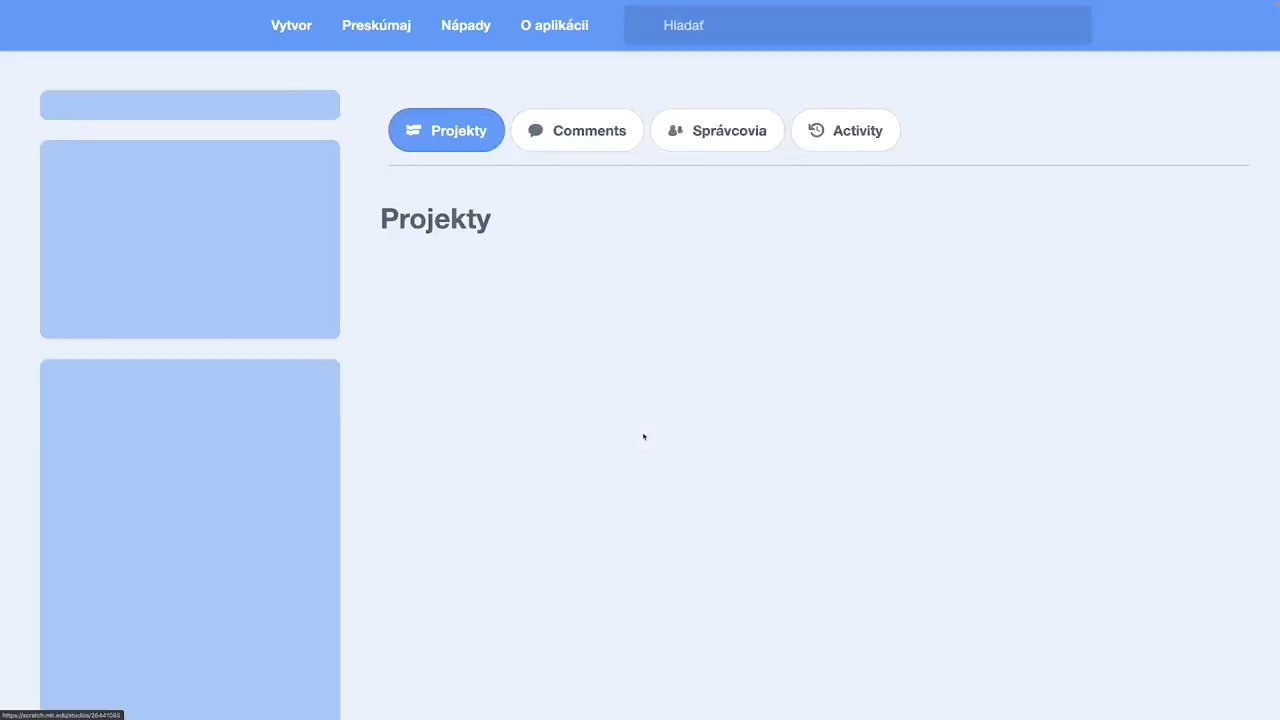 Vytvor Preskúmaj Nápady O aplikácii Hladať
Projekty Comments Správcovia Activity
Projekty